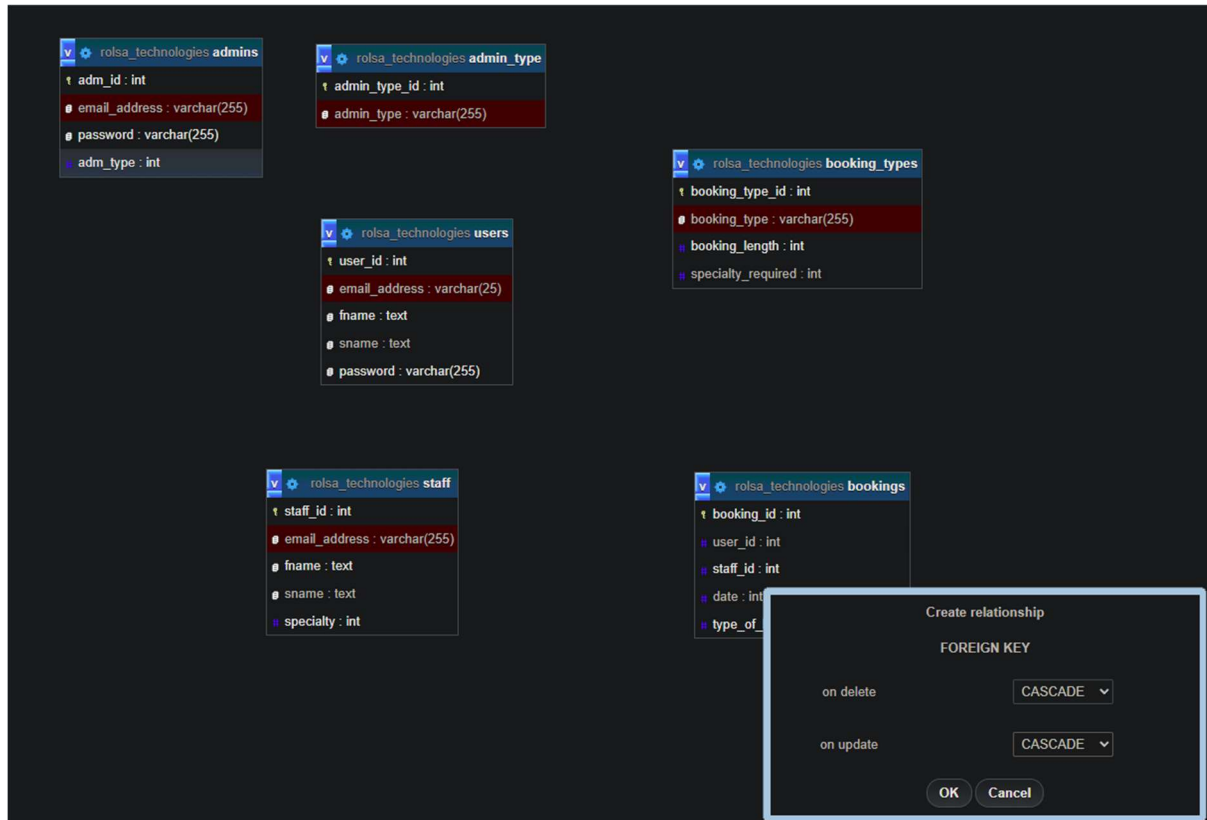 v rolsa_technologies admins
adm_id : int
email_address : varchar(255)
password : varchar(255)
# adm_type : int
v rolsa_technologies admin_type
admin_type_id : int
admin_type : varchar(255)
v rolsa_technologies booking_types
booking_type_id : int
booking_type : varchar(255)
# booking_length : int
# specialty_required : int
v rolsa_technologies users
user_id : int
email_address : varchar(25)
fname : text
sname : text
password : varchar(255)
v rolsa_technologies staff
staff_id : int
email_address : varchar(255)
fname : text
sname : text
# specialty : int
v rolsa_technologies bookings
booking_id : int
# user_id : int
# staff_id : int
# date : int
# type_of_
Create relationship
FOREIGN KEY
on delete CASCADE
on update CASCADE
OK Cancel